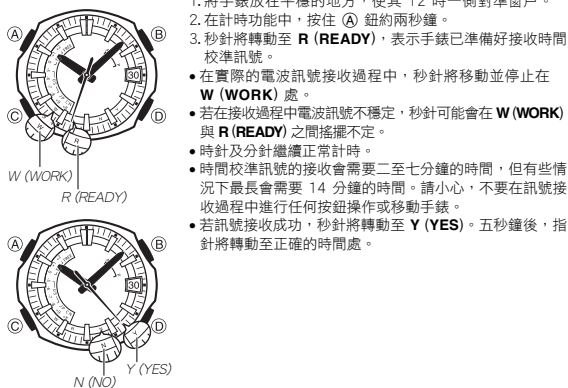 1. 將手錶放在平穩的地方，使其 12 時一側對準窗戶。
2. 在計時功能中，按住 Ⓐ 鈕約兩秒鐘。
3. 秒針將轉動至 R (READY)，表示手錶已準備好接收時間
校準訊號。
• 在實際的電波訊號接收過程中，秒針將移動並停止在
W (WORK) 處。
• 若在接收過程中電波訊號不穩定，秒針可能會在 W (WORK)
與 R (READY) 之間搖擺不定。
• 時針及分針繼續正常計時。
• 時間校準訊號的接收會需要二至七分鐘的時間，但有些情
況下最長會需要 14 分鐘的時間。請小心，不要在訊號接
收過程中進行任何按鈕操作或移動手錶。
• 若訊號接收成功，秒針將轉動至 Y (YES)。五秒鐘後，指
針將轉動至正確的時間處。
Ⓐ Ⓑ
30
Ⓒ Ⓓ
W R
W (WORK)
R (READY)
Ⓐ Ⓑ
30
Ⓒ Ⓓ
N Y
Y (YES)
N (NO)